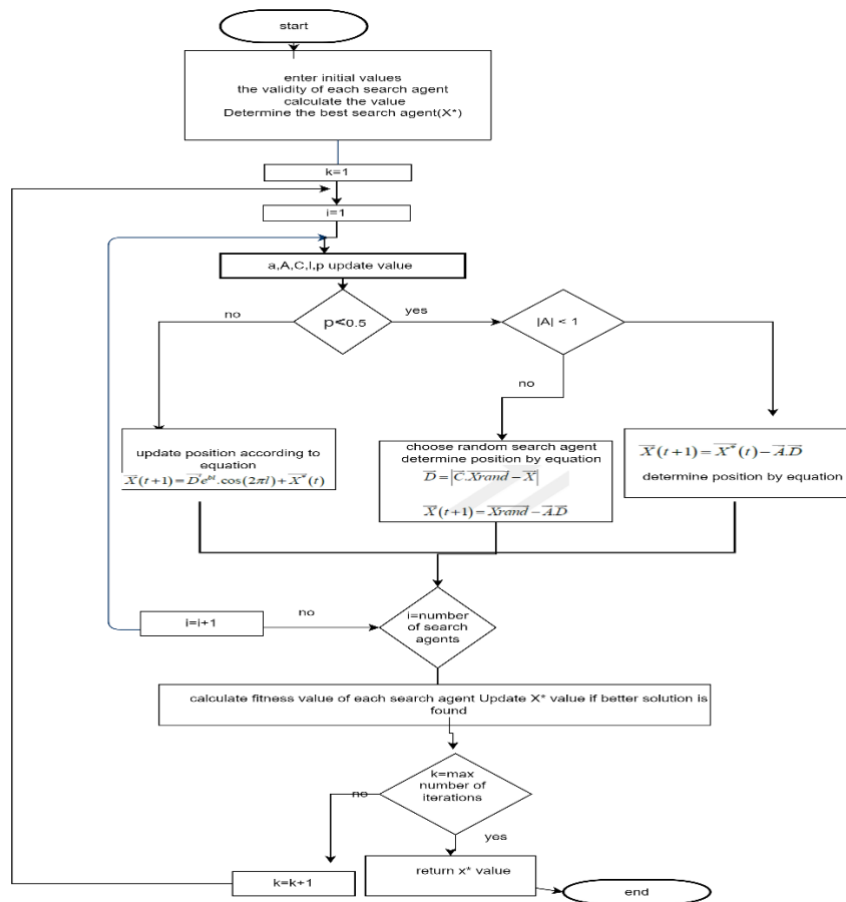 start
enter initial values
the validity of each search agent
calculate the value
Determine the best search agent(X*)
k=1
i=1
a,A,C,l,p update value
no
p<0.5
yes
|A| < 1
no
update position according to
equation
X⃗(t+1)=D⃗'e^{bl}.cos(2πl)+X⃗*(t)
choose random search agent
determine position by equation
D⃗=|C⃗.Xrand⃗−X⃗|
X⃗(t+1)=Xrand⃗−A⃗.D⃗
X⃗(t+1)=X⃗*(t)−A⃗.D⃗
determine position by equation
i=i+1
no
i=number
of search
agents
calculate fitness value of each search agent Update X* value if better solution is
found
no
k=max
number of
iterations
yes
k=k+1
return x* value
end